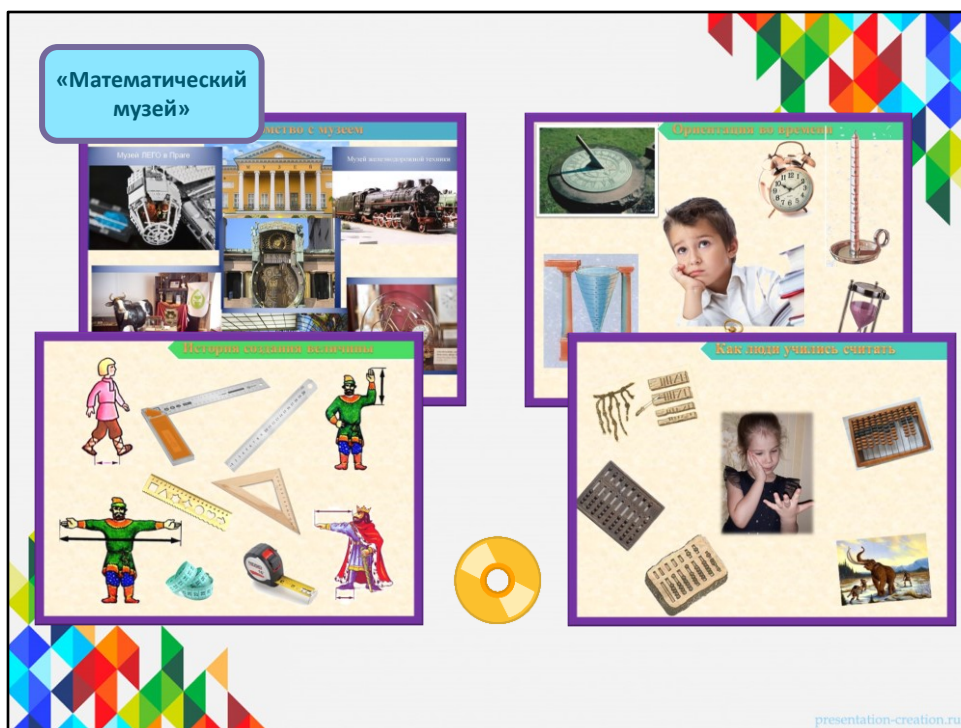 «Математический
музей»
мство с музеем
Музей ЛЕГО в Праге
Музей железнодорожной техники
Ориентация во времени
История создания величины
Как люди учились считать
presentation-creation.ru